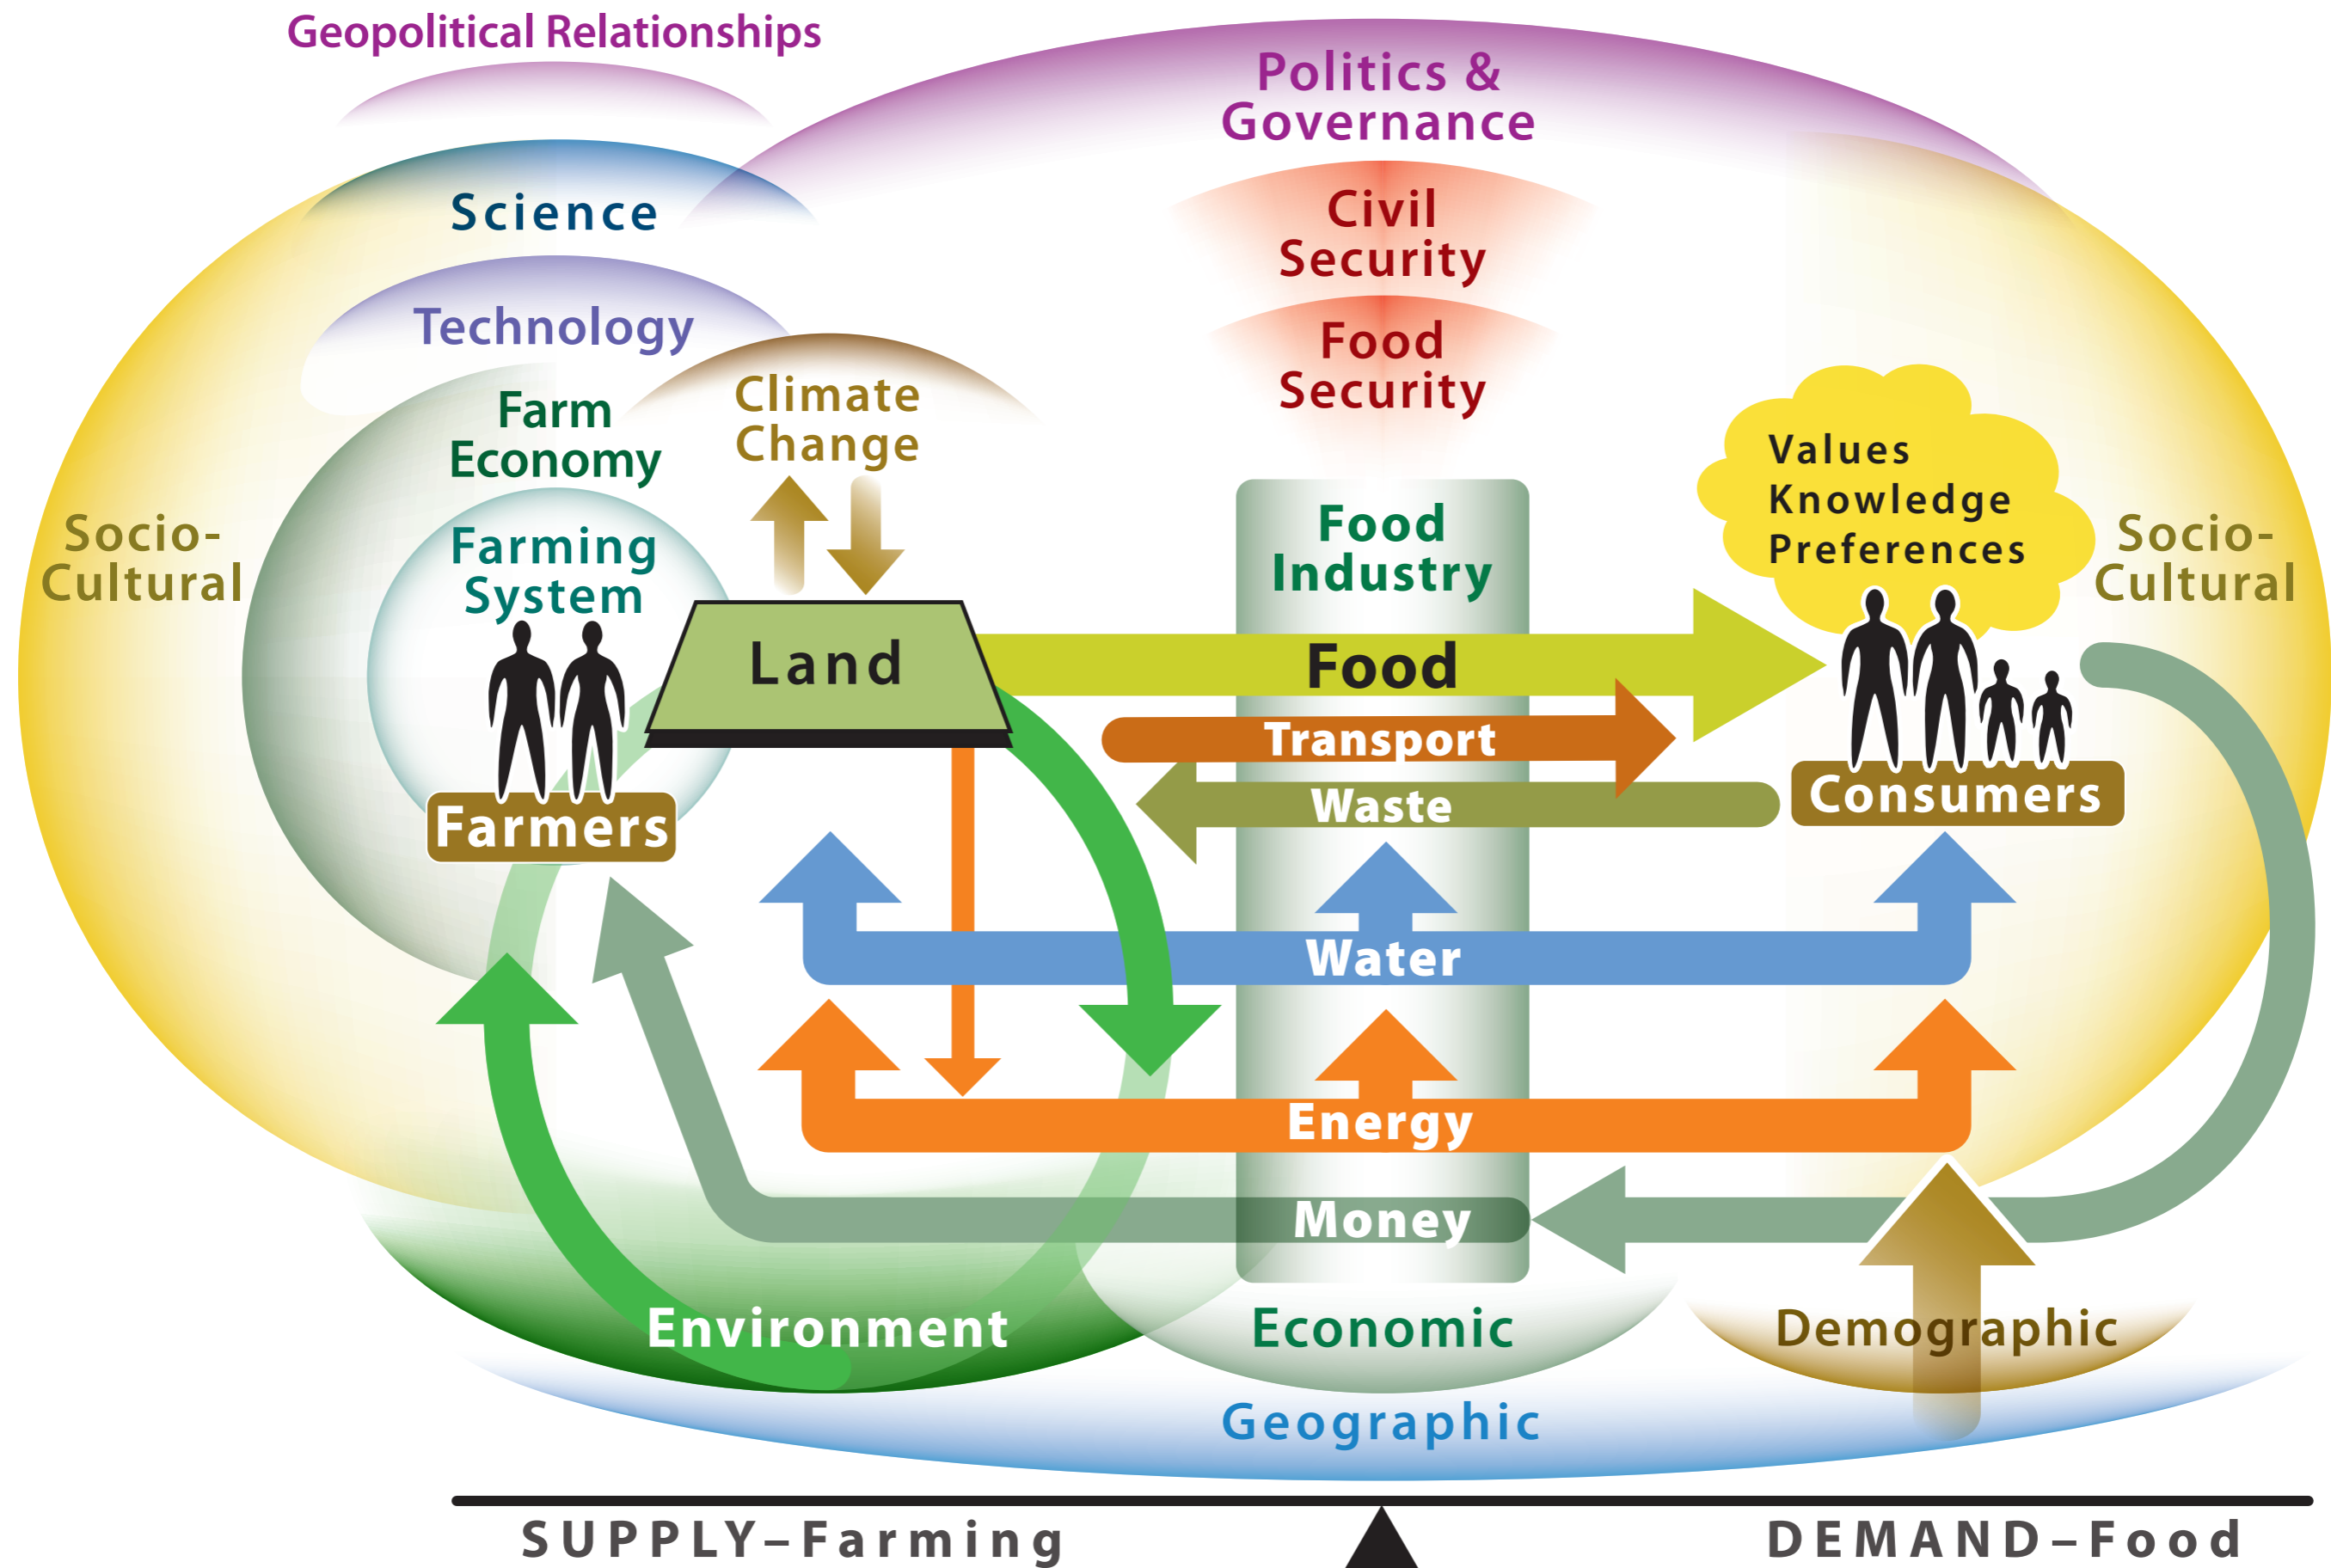 Geopolitical Relationships
Politics &
Governance
Science
Civil
Security
Technology
Food
Security
Farm
Economy
Climate
Change
Values
Knowledge
Preferences
Socio-
Cultural
Farming
System
Food
Industry
Socio-
Cultural
Land
Food
Transport
Waste
Farmers
Consumers
Water
Energy
Money
Environment
Economic
Demographic
Geographic
SUPPLY–Farming
DEMAND–Food